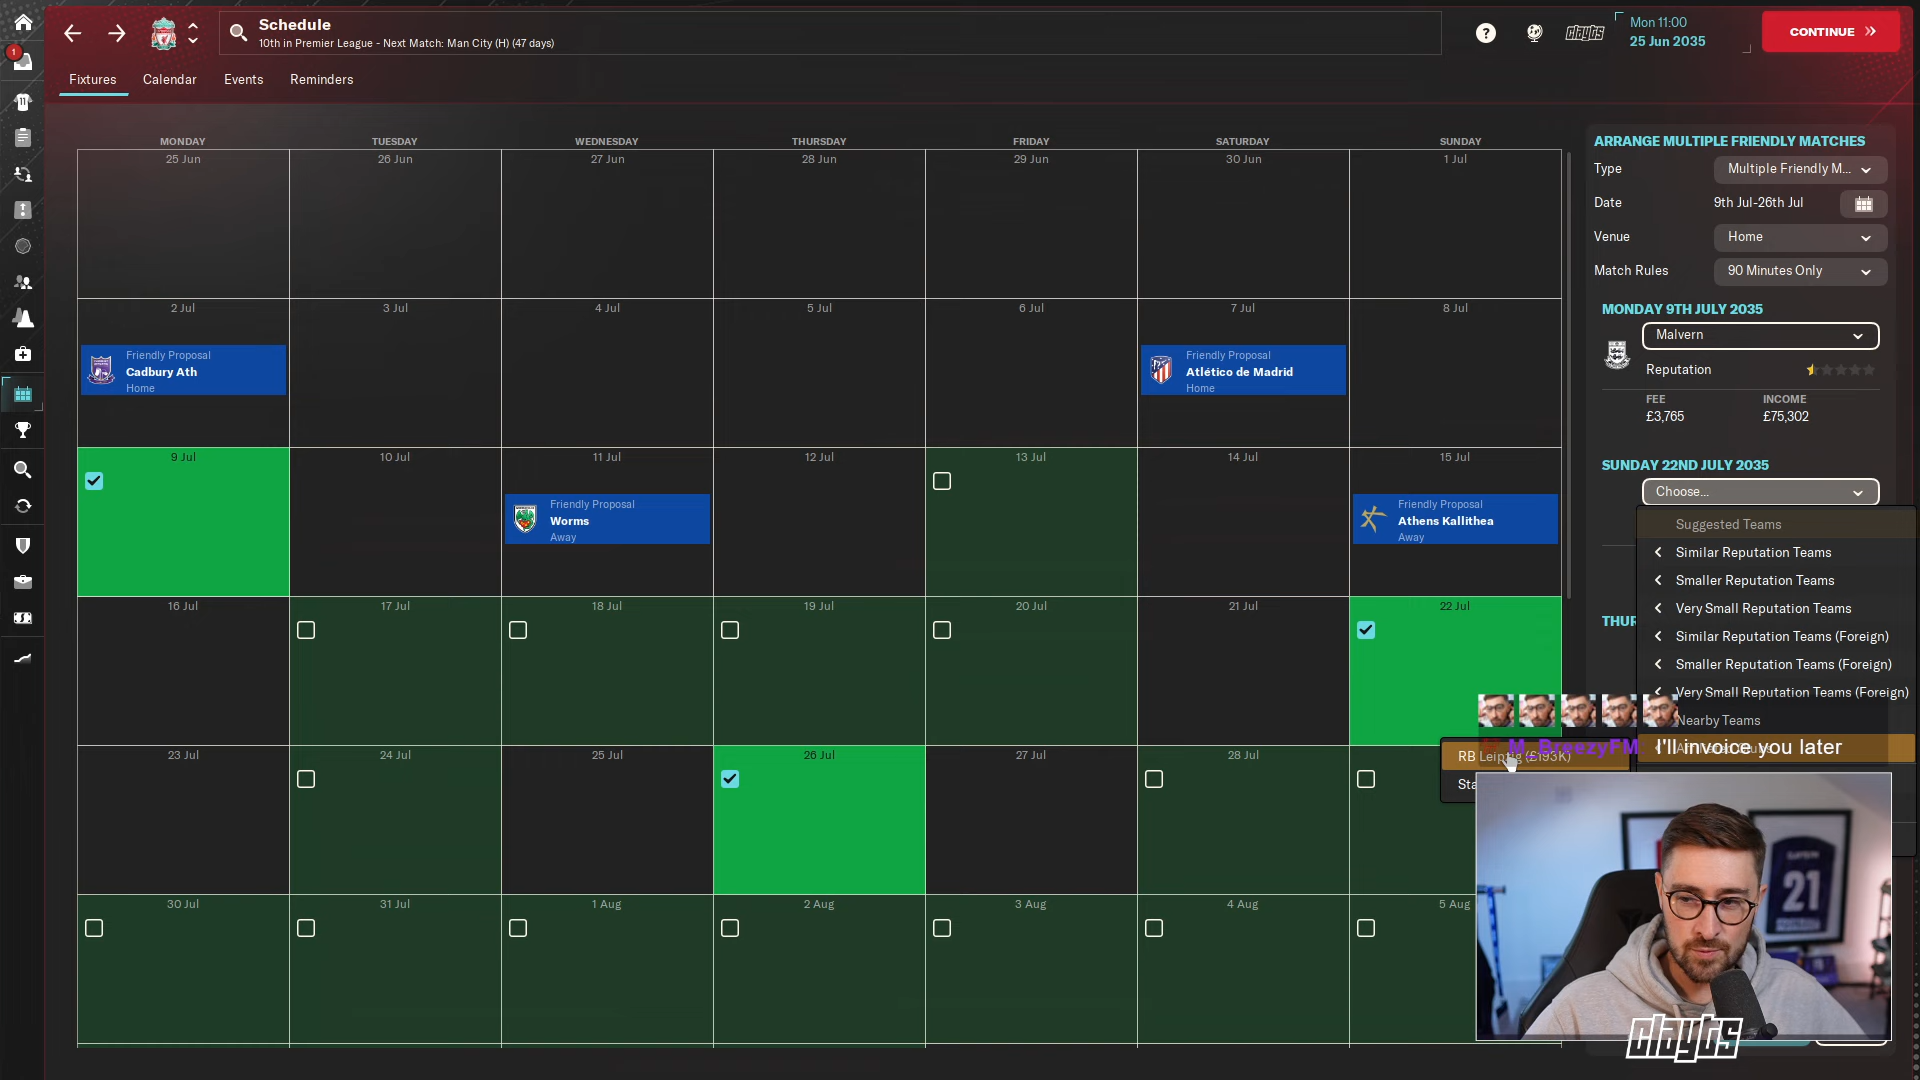 Schedule
10th in Premier League - Next Match: Man City (H) (47 days)
1
11
?
clayts
Mon 11:00
25 Jun 2035
CONTINUE
Fixtures
Calendar
Events
Reminders
MONDAY
TUESDAY
WEDNESDAY
THURSDAY
FRIDAY
SATURDAY
SUNDAY
25 Jun
26 Jun
27 Jun
28 Jun
29 Jun
30 Jun
1 Jul
2 Jul
3 Jul
4 Jul
5 Jul
6 Jul
7 Jul
8 Jul
Friendly Proposal
Cadbury Ath
Home
Friendly Proposal
Atlético de Madrid
Home
9 Jul
10 Jul
11 Jul
12 Jul
13 Jul
14 Jul
15 Jul
Friendly Proposal
Worms
Away
Friendly Proposal
Athens Kallithea
Away
16 Jul
17 Jul
18 Jul
19 Jul
20 Jul
21 Jul
22 Jul
23 Jul
24 Jul
25 Jul
26 Jul
27 Jul
28 Jul
30 Jul
31 Jul
1 Aug
2 Aug
3 Aug
4 Aug
5 Aug
ARRANGE MULTIPLE FRIENDLY MATCHES
Type
Multiple Friendly M...
Date
9th Jul-26th Jul
Venue
Home
Match Rules
90 Minutes Only
MONDAY 9TH JULY 2035
Malvern
Reputation
FEE
INCOME
£3,765
£75,302
SUNDAY 22ND JULY 2035
Choose...
Suggested Teams
Similar Reputation Teams
Smaller Reputation Teams
Very Small Reputation Teams
THUR
Similar Reputation Teams (Foreign)
Smaller Reputation Teams (Foreign)
Very Small Reputation Teams (Foreign)
Nearby Teams
M_BreezyFM
I'll invoice you later
RB Leipzig (£193K)
21
clayts